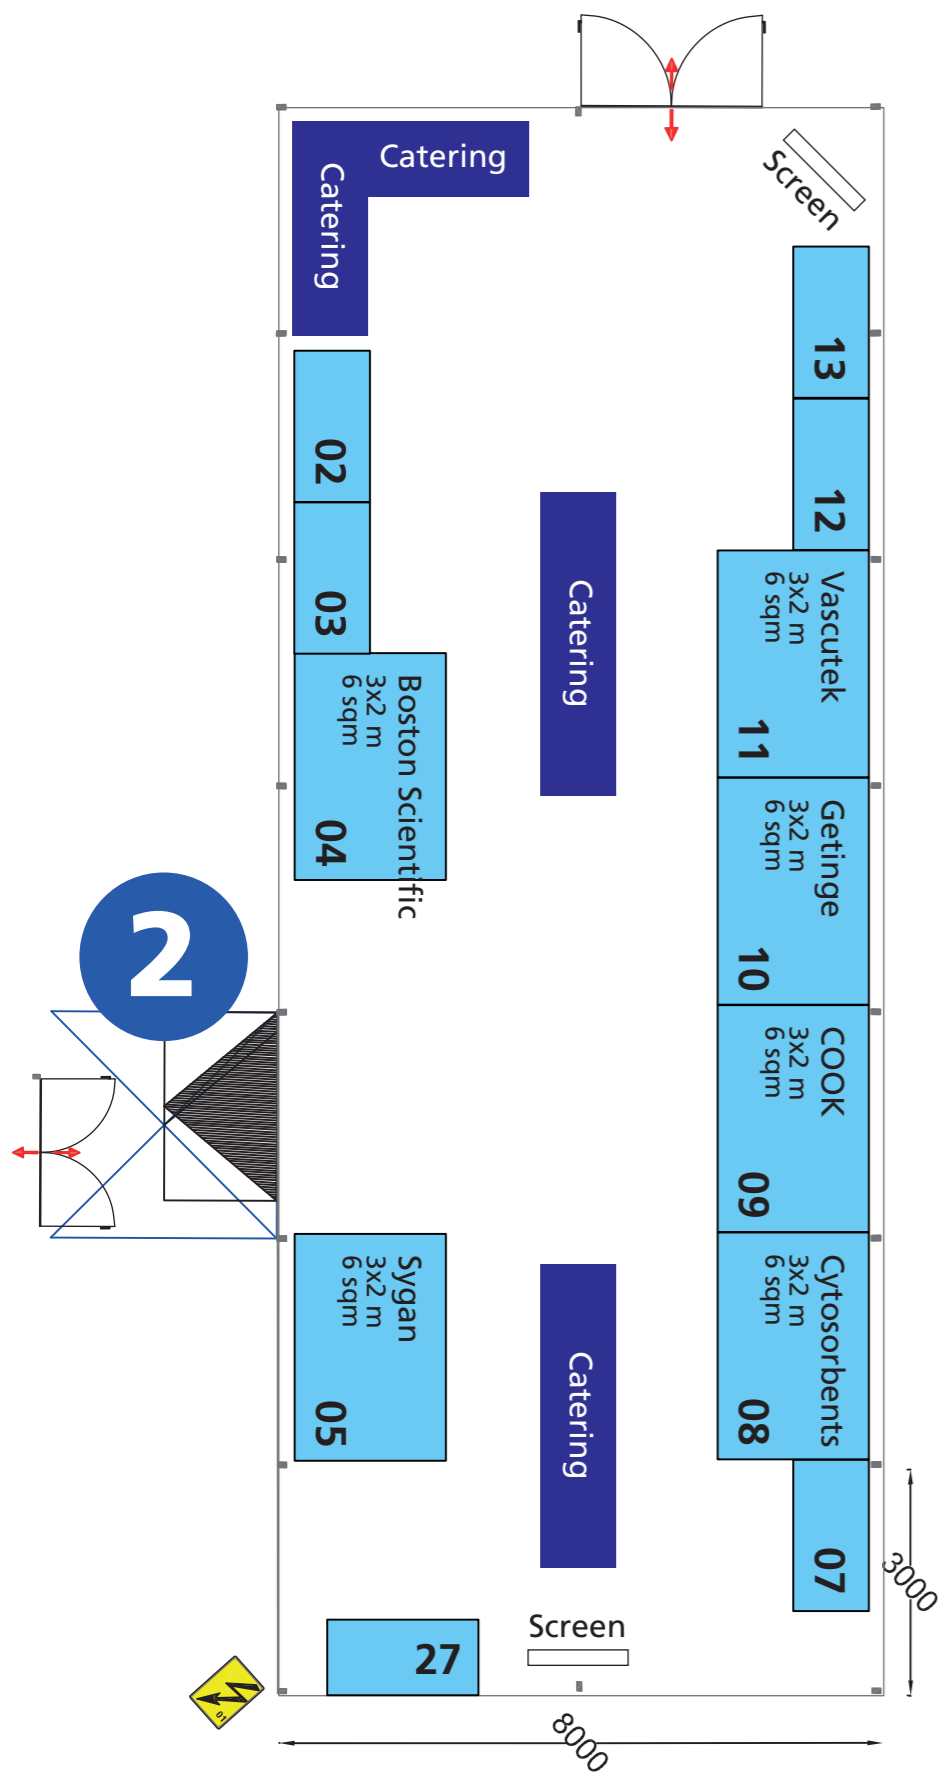 Catering
Catering
Screen
13
02
12
03
Catering
Vascutek
3x2 m
6 sqm
11
Boston Scientific
3x2 m
6 sqm
04
Getinge
3x2 m
6 sqm
10
2
COOK
3x2 m
6 sqm
09
Sygan
3x2 m
6 sqm
05
Catering
Cytosorbents
3x2 m
6 sqm
08
07
3000
Screen
27
01
8000